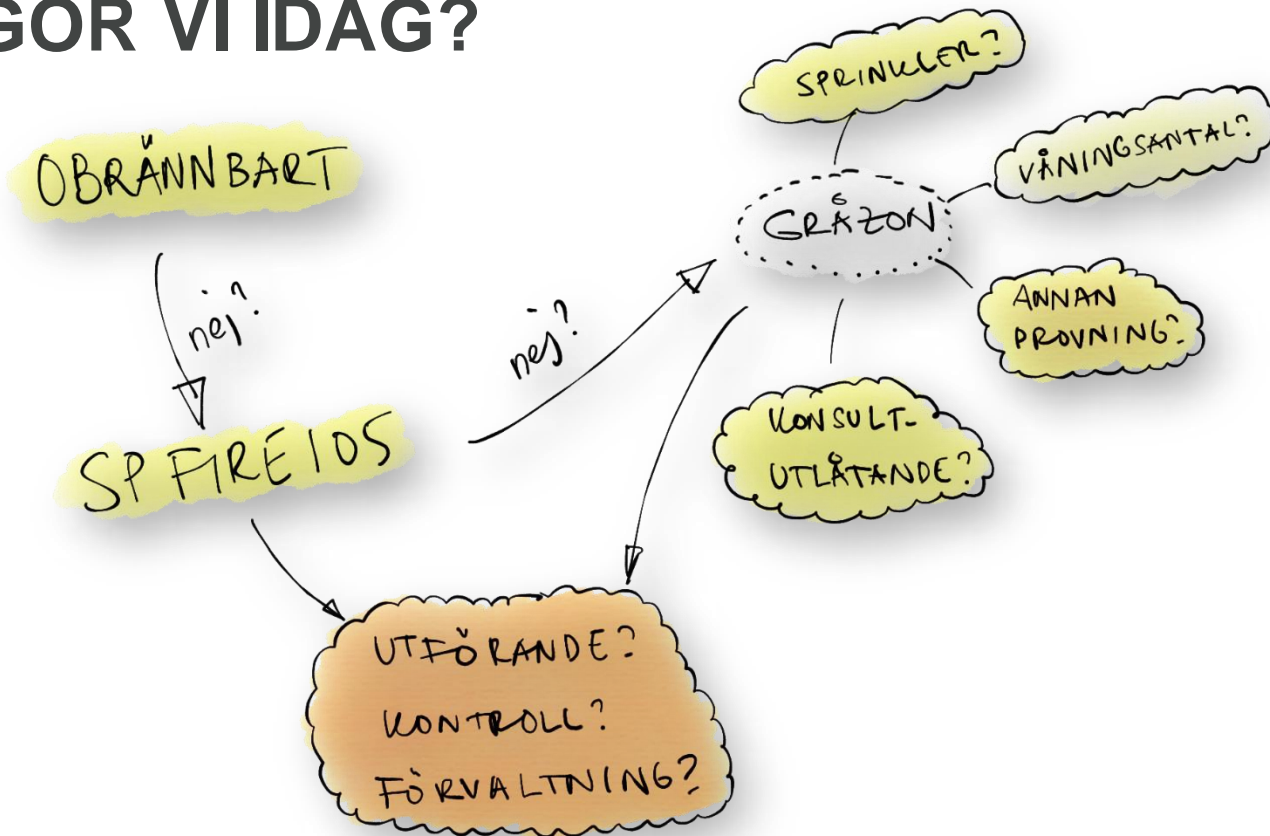 GÖR VI IDAG?
OBRÄNNBART
nej?
SP FIRE 105
nej?
GRÅZON
SPRINKLER?
VÅNINGSANTAL?
ANNAN
PROVNING?
KONSULT-
UTLÅTANDE?
UTFÖRANDE?
KONTROLL?
FÖRVALTNING?